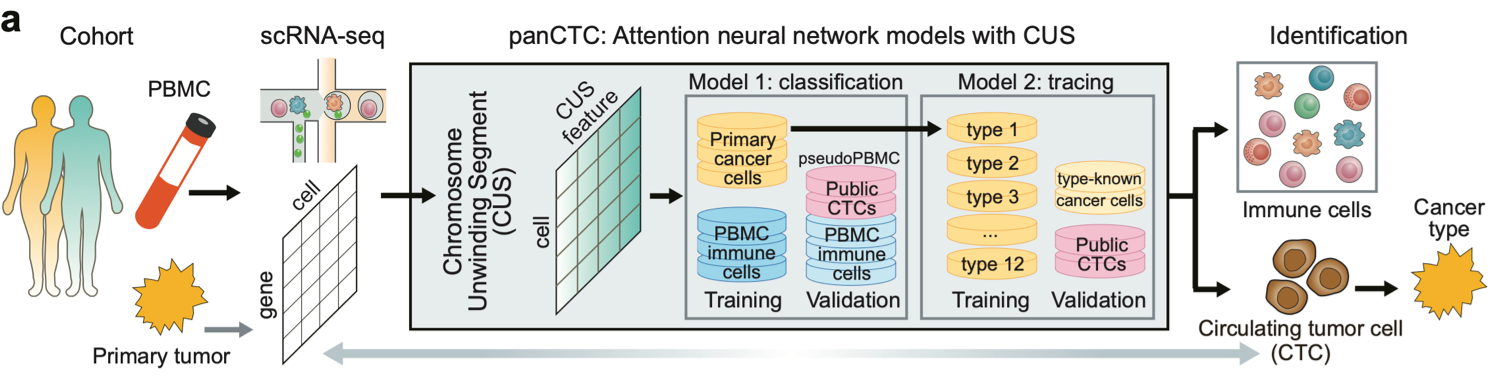 a
Cohort
PBMC
Primary tumor
scRNA-seq
cell
gene
panCTC: Attention neural network models with CUS
Chromosome
Unwinding Segment
(CUS)
CUS
feature
cell
Model 1: classification
Primary
cancer
cells
PBMC
immune
cells
Training
pseudoPBMC
Public
CTCs
PBMC
immune
cells
Validation
Model 2: tracing
type 1
type 2
type 3
...
type 12
Training
type-known
cancer cells
Public
CTCs
Validation
Identification
Immune cells
Circulating tumor cell
(CTC)
Cancer
type